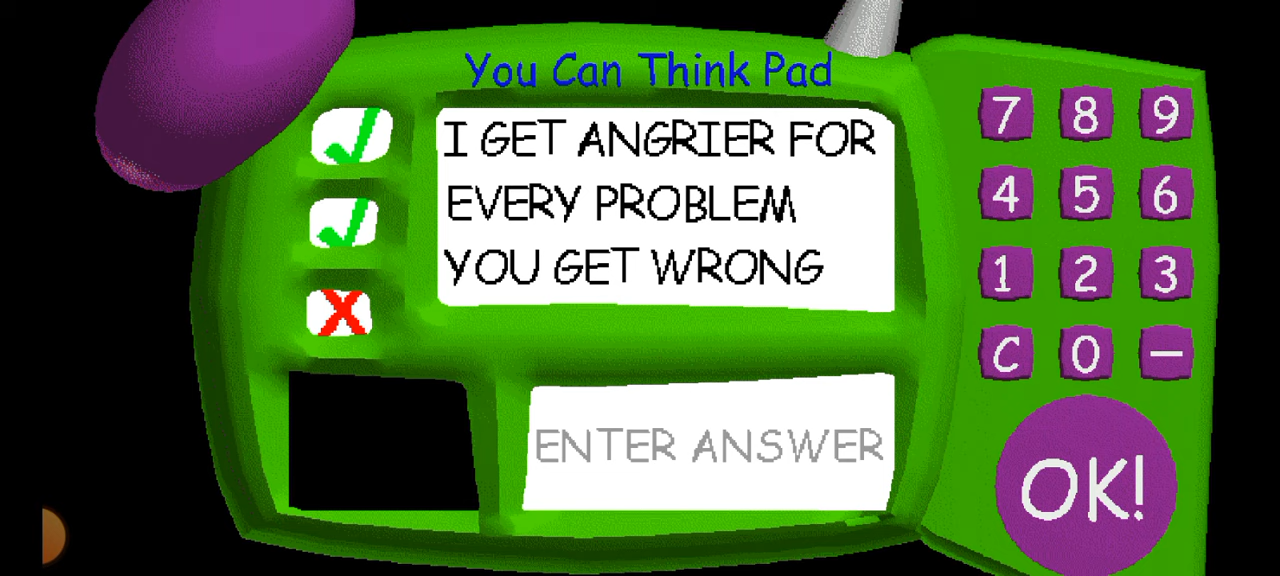 You Can Think Pad
I GET ANGRIER FOR
EVERY PROBLEM
YOU GET WRONG
ENTER ANSWER
7 8 9
4 5 6
1 2 3
C 0 —
OK!